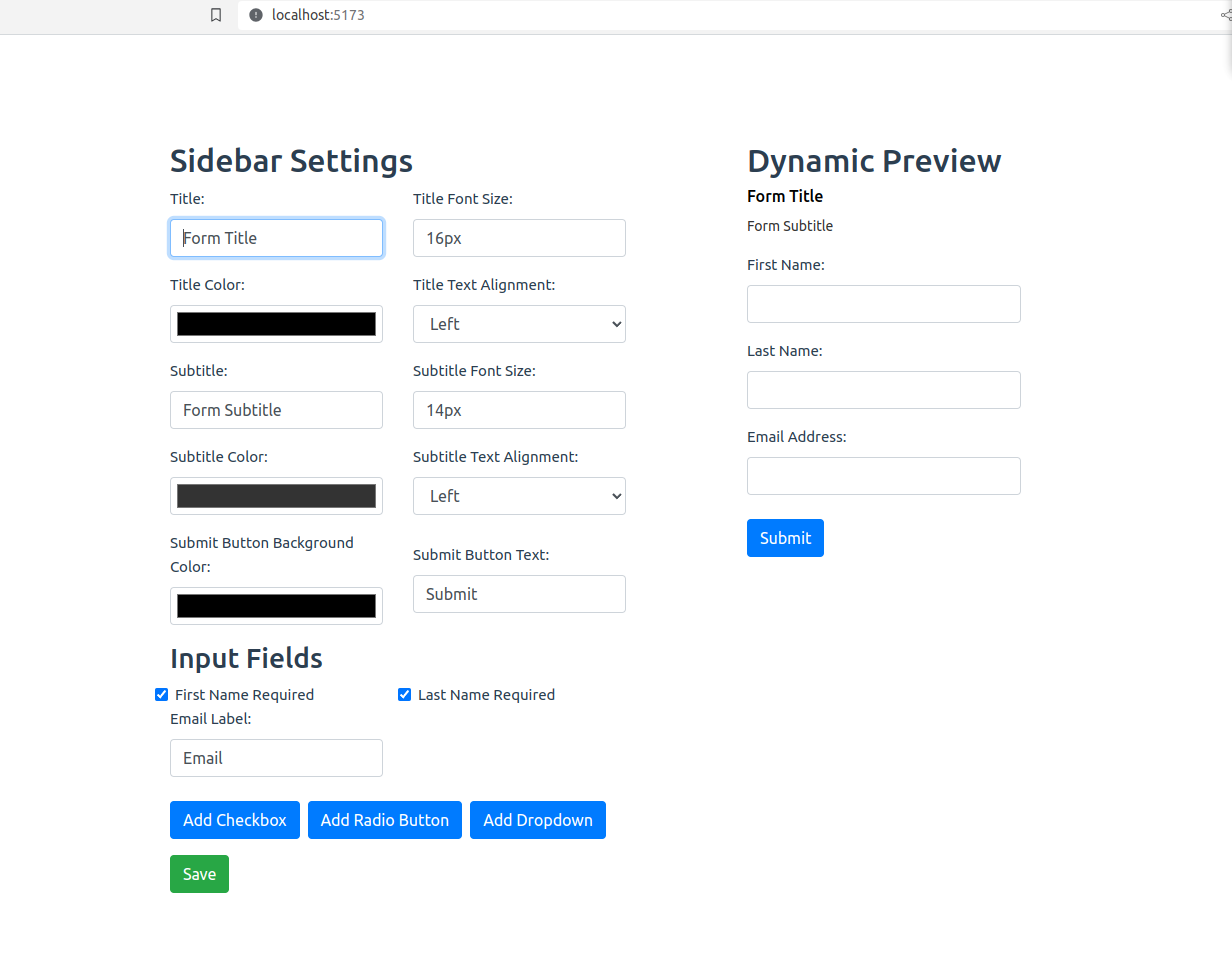 localhost:5173
Sidebar Settings
Title:
Title Font Size:
Form Title
16px
Title Color:
Title Text Alignment:
Left
Subtitle:
Subtitle Font Size:
Form Subtitle
14px
Subtitle Color:
Subtitle Text Alignment:
Left
Submit Button Background
Color:
Submit Button Text:
Submit
Input Fields
First Name Required
Last Name Required
Email Label:
Email
Add Checkbox
Add Radio Button
Add Dropdown
Save
Dynamic Preview
Form Title
Form Subtitle
First Name:
Last Name:
Email Address:
Submit